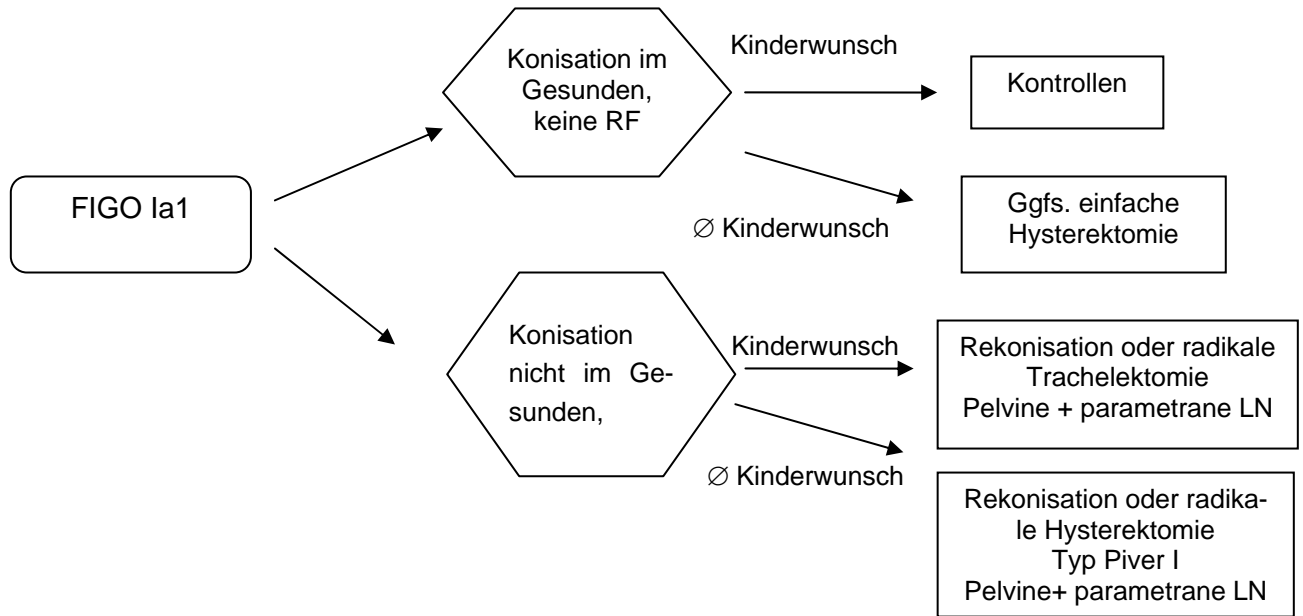 FIGO Ia1
Konisation im
Gesunden,
keine RF
Kinderwunsch
Kontrollen
∅ Kinderwunsch
Ggfs. einfache
Hysterektomie
Konisation
nicht im Ge-
sunden,
Kinderwunsch
Rekonisation oder radikale
Trachelektomie
Pelvine + parametrane LN
∅ Kinderwunsch
Rekonisation oder radika-
le Hysterektomie
Typ Piver I
Pelvine+ parametrane LN